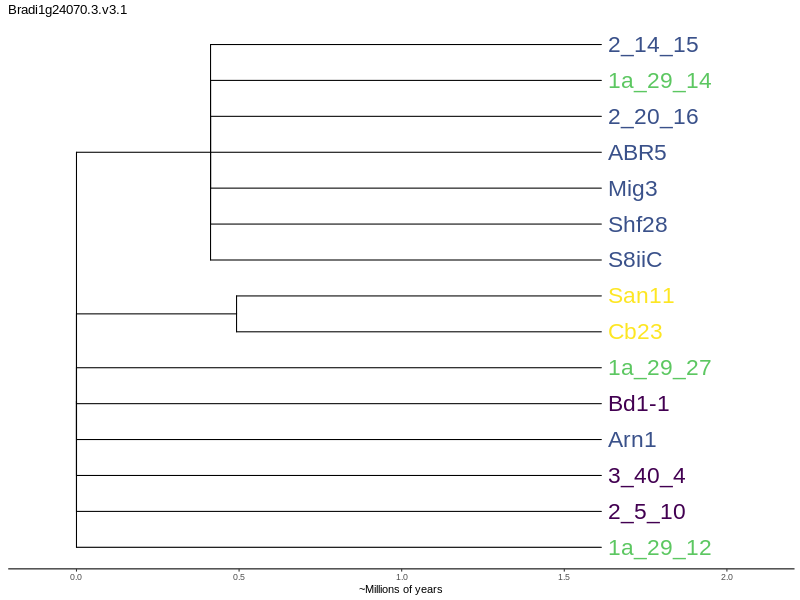 Bradi1g24070.3.v3.1
2_14_15
1a_29_14
2_20_16
ABR5
Mig3
Shf28
S8iiC
San11
Cb23
1a_29_27
Bd1-1
Arn1
3_40_4
2_5_10
1a_29_12
0.0 0.5 1.0 1.5 2.0
~Millions of years